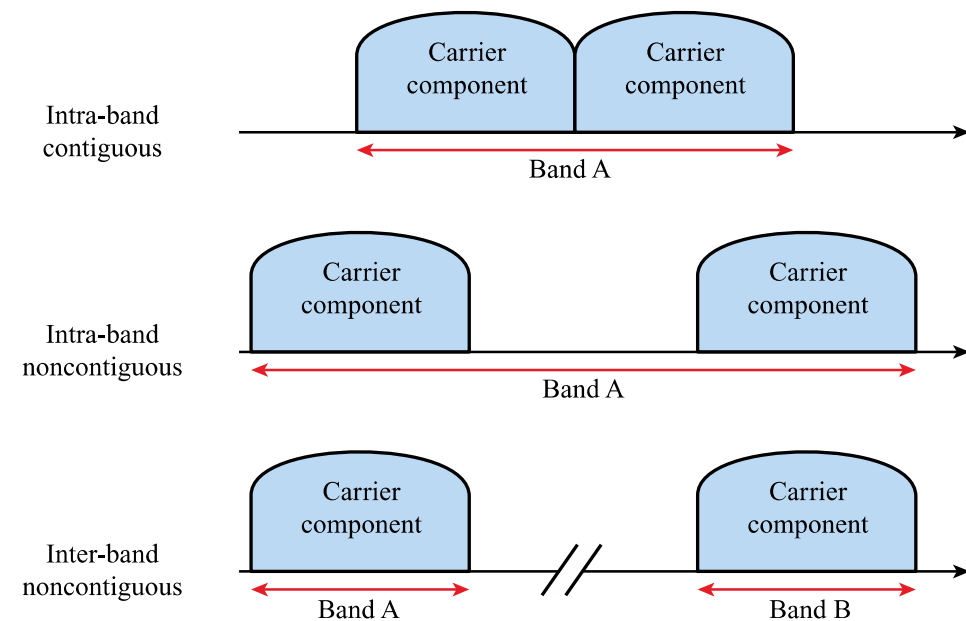 Carrier
component
Carrier
component
Intra-band
contiguous
Band A
Carrier
component
Carrier
component
Intra-band
noncontiguous
Band A
Carrier
component
Carrier
component
Inter-band
noncontiguous
Band A
Band B